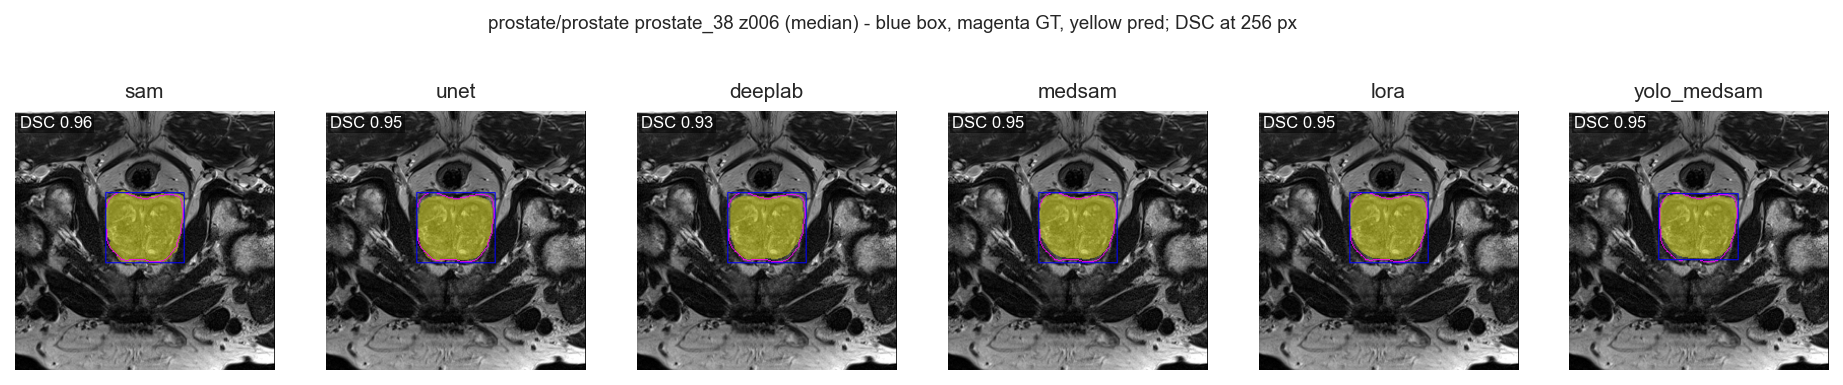 prostate/prostate prostate_38 z006 (median) - blue box, magenta GT, yellow pred; DSC at 256 px
sam
unet
deeplab
medsam
lora
yolo_medsam
DSC 0.96
DSC 0.95
DSC 0.93
DSC 0.95
DSC 0.95
DSC 0.95